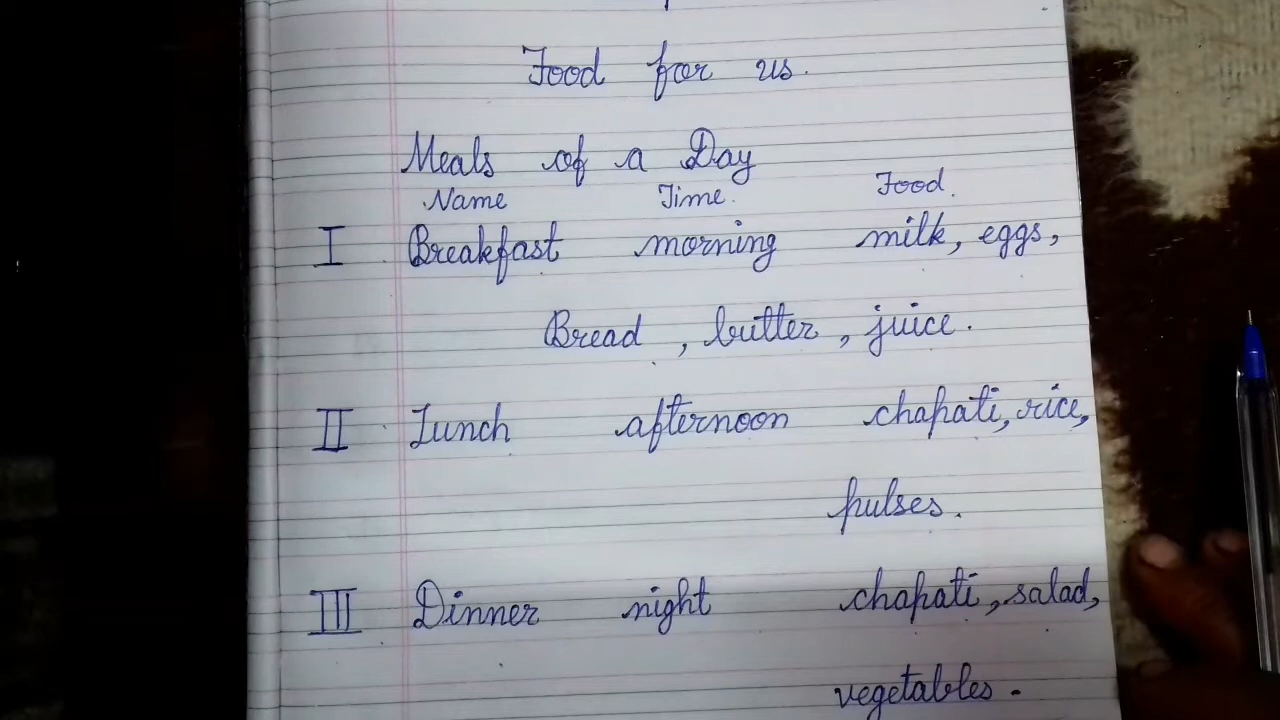 Food for us.
Meals of a Day
Name Time. Food.
I Breakfast morning milk, eggs,
Bread, butter, juice.
II Lunch afternoon chapati, rice,
pulses.
III Dinner night chapati, salad,
vegetables.